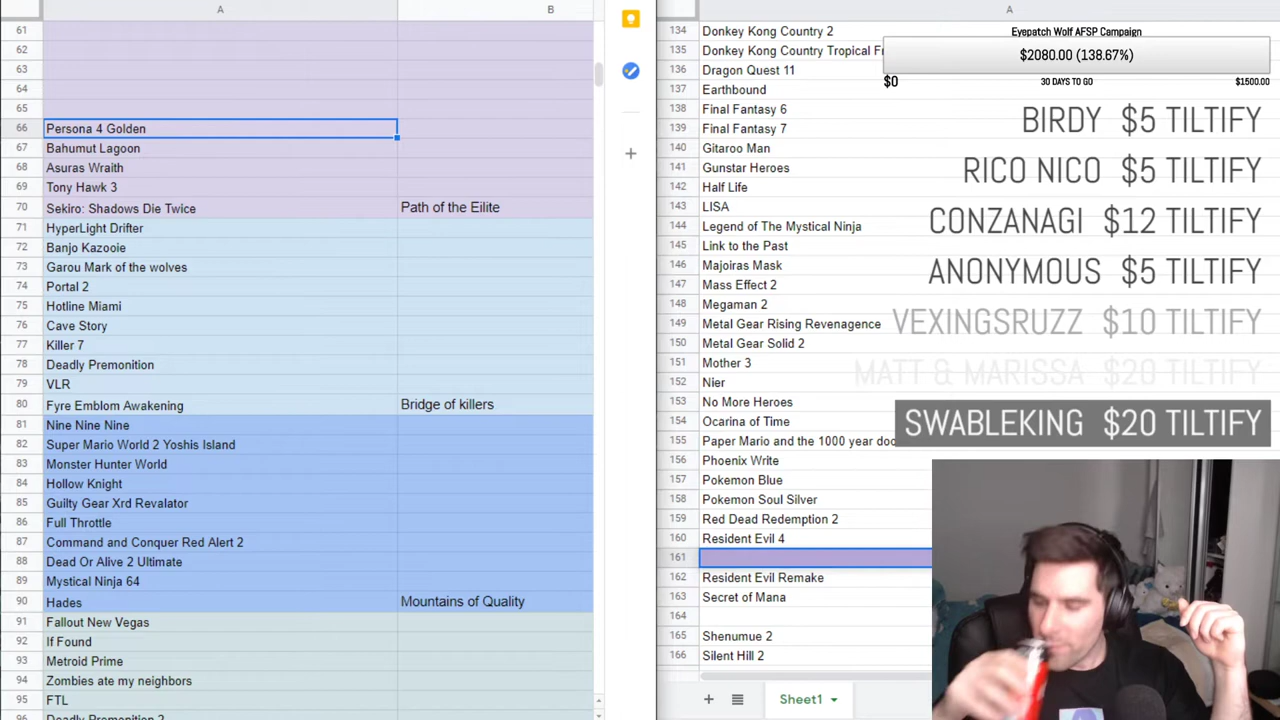 A
B
61
62
63
64
65
66 Persona 4 Golden
67 Bahumut Lagoon
68 Asuras Wraith
69 Tony Hawk 3
70 Sekiro: Shadows Die Twice Path of the Eilite
71 HyperLight Drifter
72 Banjo Kazooie
73 Garou Mark of the wolves
74 Portal 2
75 Hotline Miami
76 Cave Story
77 Killer 7
78 Deadly Premonition
79 VLR
80 Fyre Emblom Awakening Bridge of killers
81 Nine Nine Nine
82 Super Mario World 2 Yoshis Island
83 Monster Hunter World
84 Hollow Knight
85 Guilty Gear Xrd Revalator
86 Full Throttle
87 Command and Conquer Red Alert 2
88 Dead Or Alive 2 Ultimate
89 Mystical Ninja 64
90 Hades Mountains of Quality
91 Fallout New Vegas
92 If Found
93 Metroid Prime
94 Zombies ate my neighbors
95 FTL
96 Deadly Premonition 2
A
134 Donkey Kong Country 2
135 Donkey Kong Country Tropical Fr
136 Dragon Quest 11
137 Earthbound
138 Final Fantasy 6
139 Final Fantasy 7
140 Gitaroo Man
141 Gunstar Heroes
142 Half Life
143 LISA
144 Legend of The Mystical Ninja
145 Link to the Past
146 Majoiras Mask
147 Mass Effect 2
148 Megaman 2
149 Metal Gear Rising Revenagence
150 Metal Gear Solid 2
151 Mother 3
152 Nier
153 No More Heroes
154 Ocarina of Time
155 Paper Mario and the 1000 year doo
156 Phoenix Write
157 Pokemon Blue
158 Pokemon Soul Silver
159 Red Dead Redemption 2
160 Resident Evil 4
161
162 Resident Evil Remake
163 Secret of Mana
164
165 Shenumue 2
166 Silent Hill 2
Sheet1
Eyepatch Wolf AFSP Campaign
$2080.00 (138.67%)
$0 30 DAYS TO GO $1500.00
BIRDY $5 TILTIFY
RICO NICO $5 TILTIFY
CONZANAGI $12 TILTIFY
ANONYMOUS $5 TILTIFY
VEXINGSRUZZ $10 TILTIFY
MATT & MARISSA $20 TILTIFY
SWABLEKING $20 TILTIFY